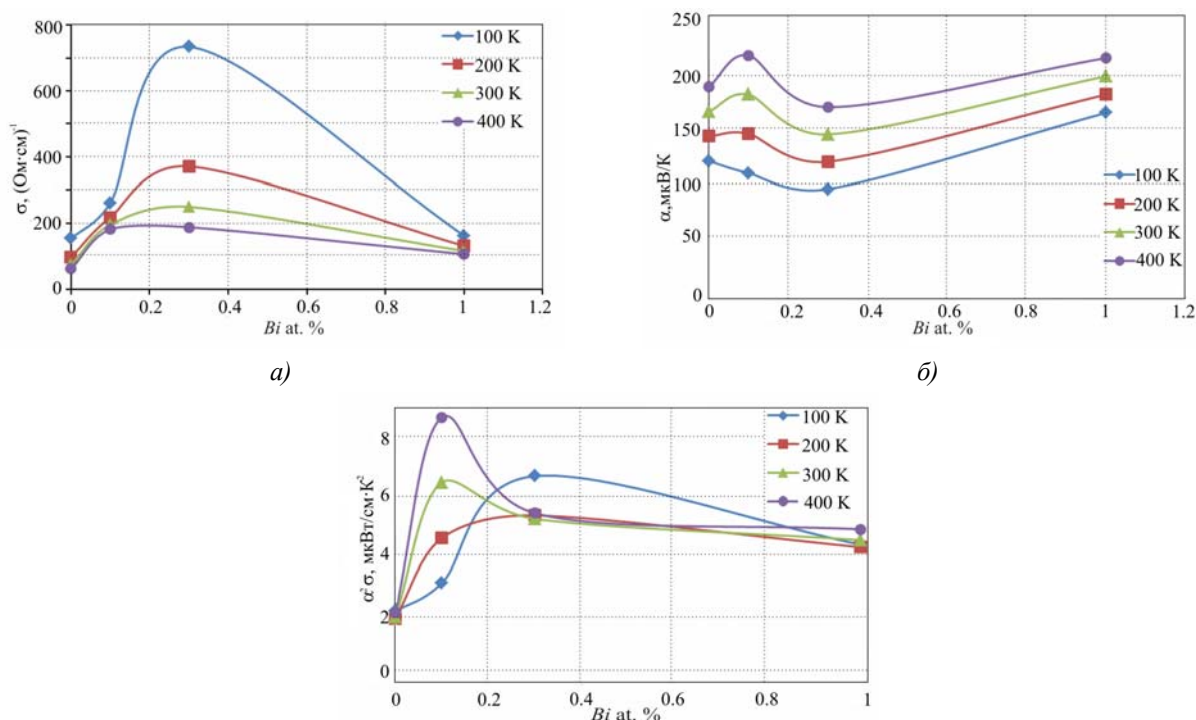 800
600
400
200
0
σ, (Ом·см)⁻¹
0 0.2 0.4 0.6 0.8 1 1.2
Bi at. %
100 K
200 K
300 K
400 K
а)
250
200
150
100
50
0
α,мкВ/К
0 0.2 0.4 0.6 0.8 1 1.2
Bi at. %
100 K
200 K
300 K
400 K
б)
8
6
4
2
0
α²σ, мкВт/см·К²
0 0.2 0.4 0.6 0.8 1
Bi at. %
100 K
200 K
300 K
400 K